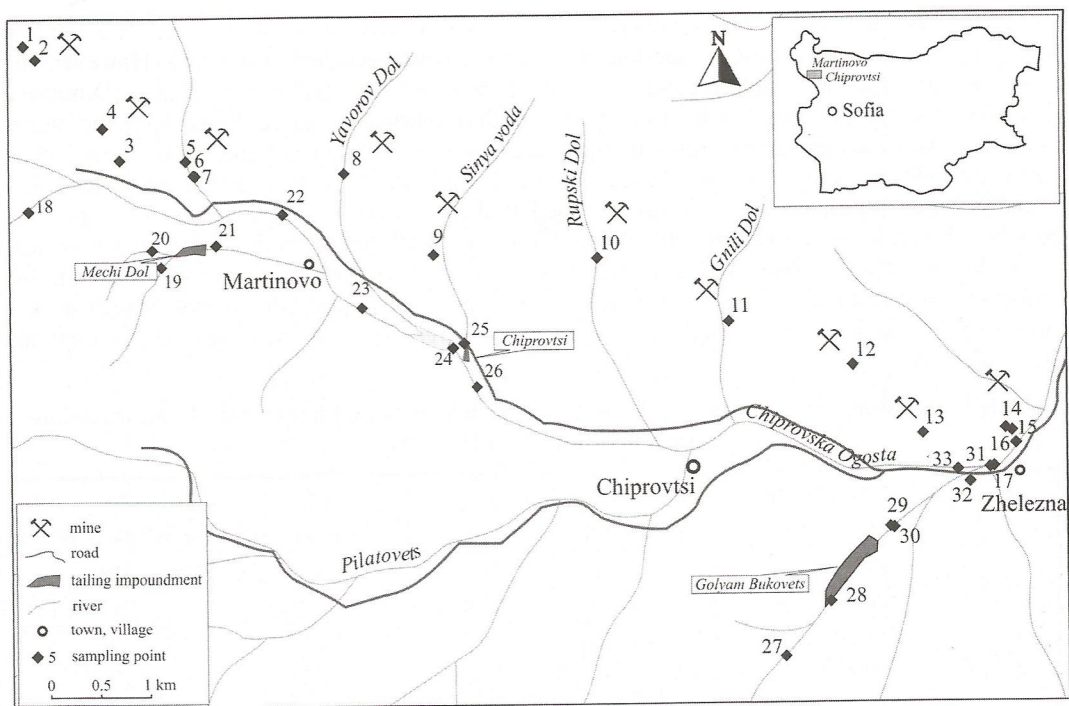 1
2
N
Martinovo
Chiprovtsi
Sofia
4
3
5
6
7
Yavorov Dol
8
Sinya voda
9
Rupski Dol
10
Gnili Dol
11
18
22
20
21
19
Mechi Dol
Martinovo
23
25
24
Chiprovtsi
26
12
13
14
15
16
Chiprovska Ogosta
33
31
17
32
Chiprovtsi
Zhelezna
29
30
Pilatovets
Golyam Bukovets
28
27
mine
road
tailing impoundment
river
town, village
5 sampling point
0 0.5 1 km